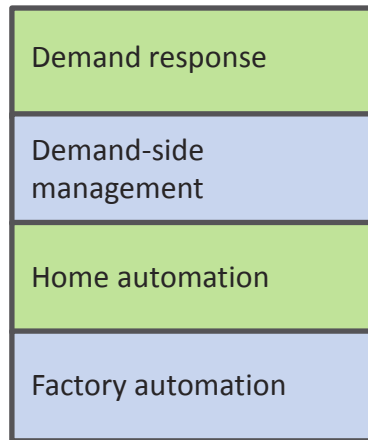 Demand response
Demand-side
management
Home automation
Factory automation